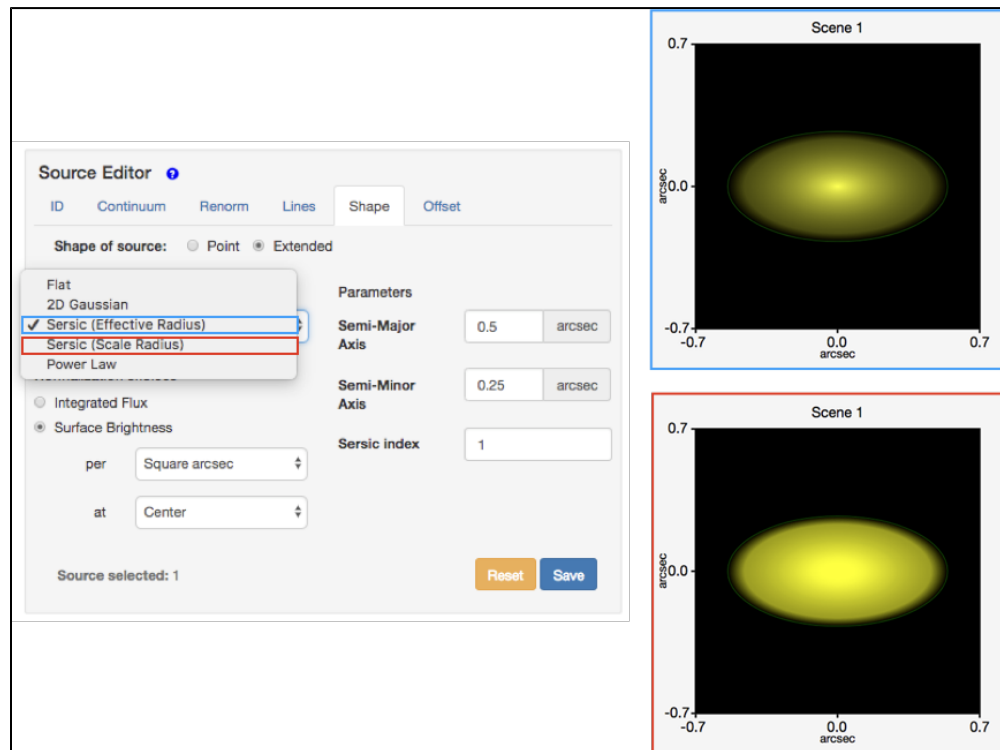 Source Editor ?
ID Continuum Renorm Lines Shape Offset
Shape of source: Point Extended
Flat
2D Gaussian
✓ Sersic (Effective Radius)
Sersic (Scale Radius)
Power Law
Integrated Flux
Surface Brightness
per Square arcsec
at Center
Parameters
Semi-Major
Axis
0.5 arcsec
Semi-Minor
Axis
0.25 arcsec
Sersic index 1
Source selected: 1
Reset Save
Scene 1
0.7
arcsec
0.0
-0.7
-0.7 0.0 0.7
arcsec
Scene 1
0.7
arcsec
0.0
-0.7
-0.7 0.0 0.7
arcsec